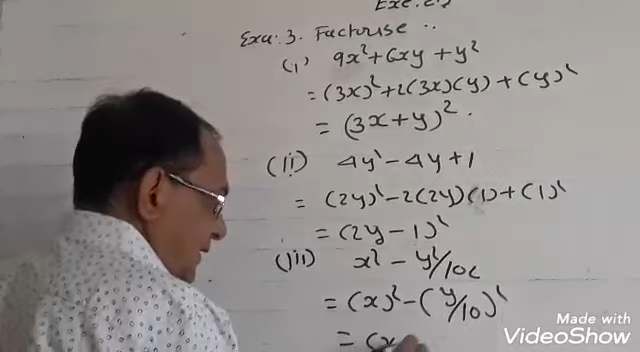 Exe: 2.5
Exa: 3. Factorise ..
(i) 9x² + 6xy + y²
= (3x)² + 2(3x)(y) + (y)²
= (3x + y)².
(ii) 4y² - 4y + 1
= (2y)² - 2(2y)(1) + (1)²
= (2y - 1)²
(iii) x² - y²/100
= (x)² - (y/10)²
= (x
Made with
VideoShow